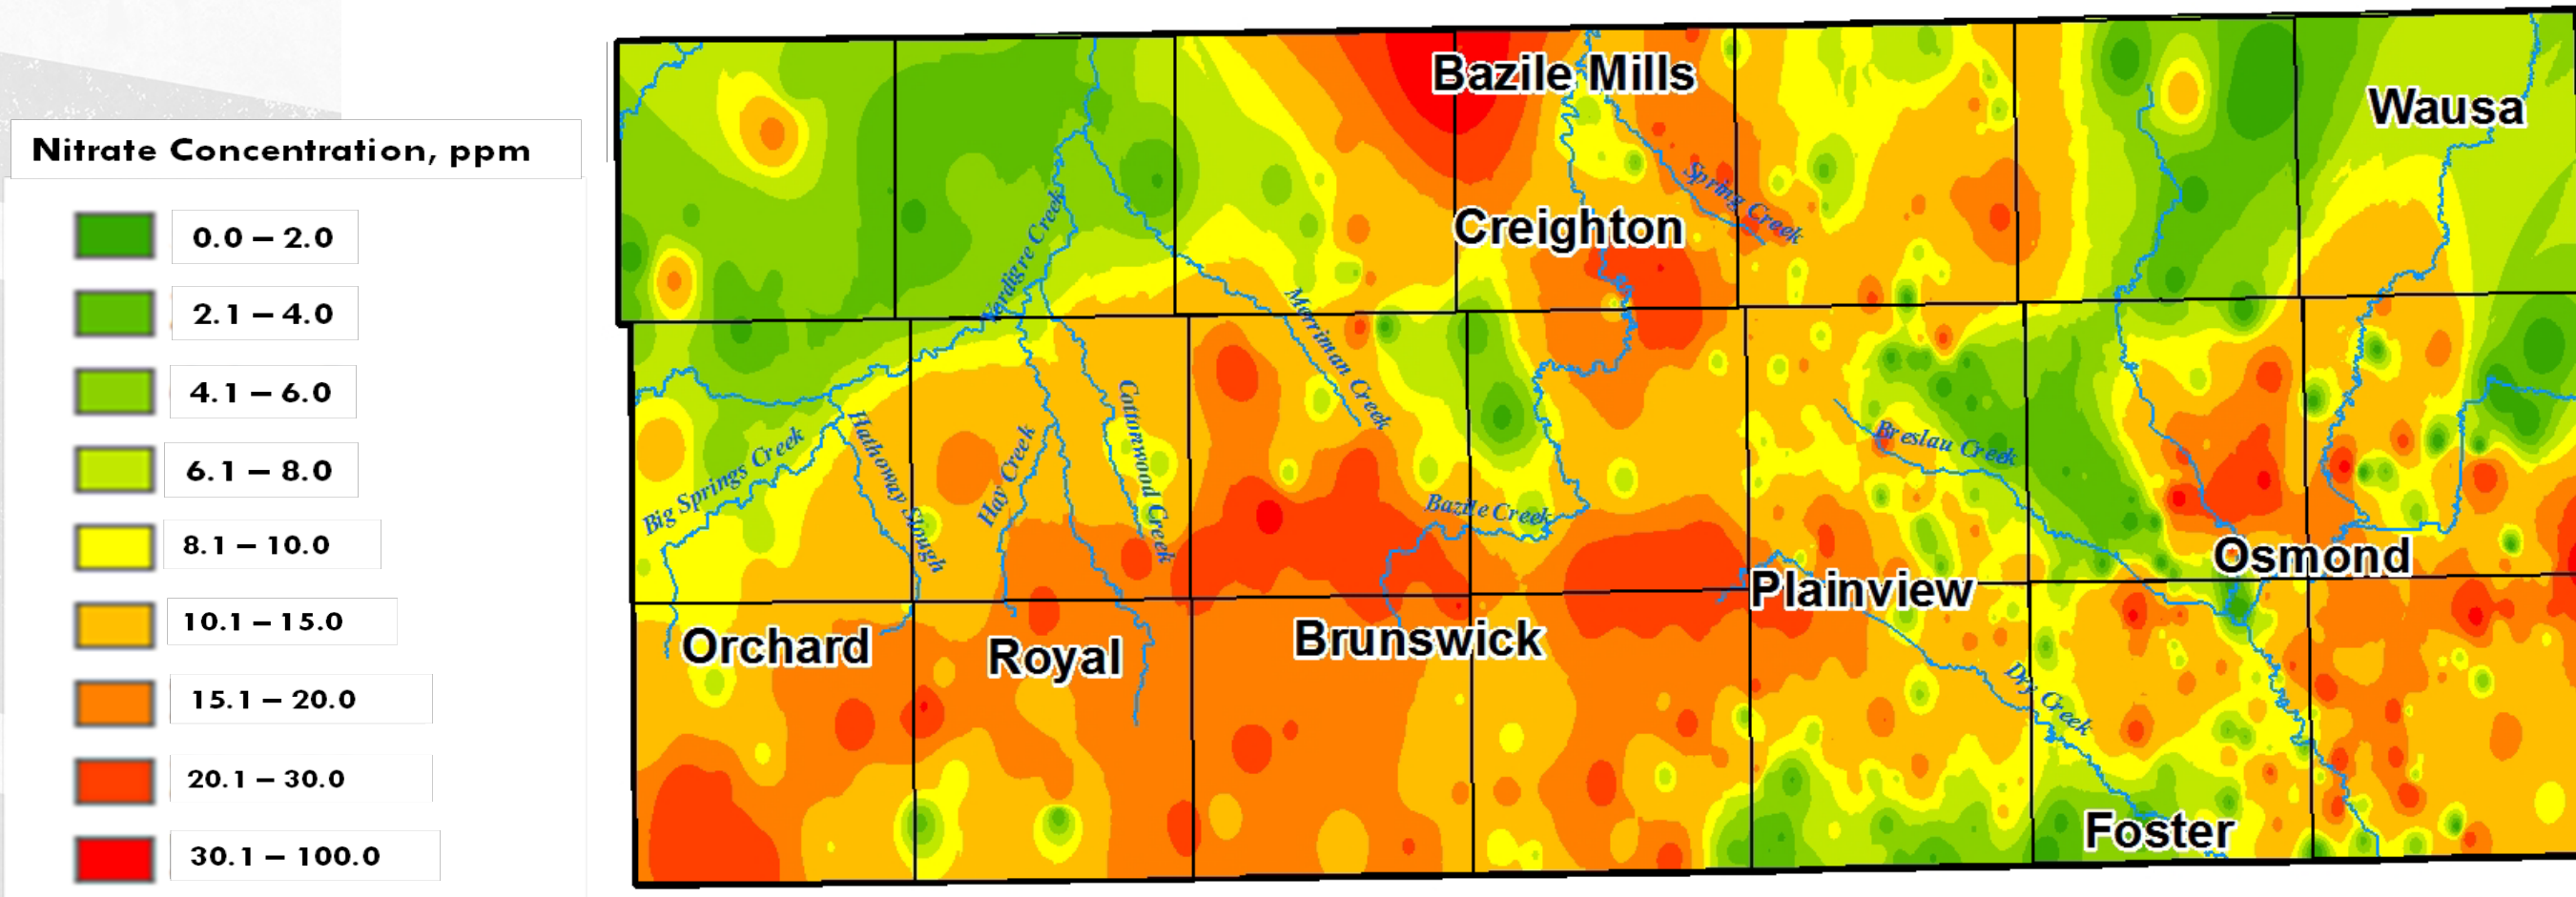 Nitrate Concentration, ppm
0.0 – 2.0
2.1 – 4.0
4.1 – 6.0
6.1 – 8.0
8.1 – 10.0
10.1 – 15.0
15.1 – 20.0
20.1 – 30.0
30.1 – 100.0
Bazile Mills
Wausa
Spring Creek
Creighton
Verdigre Creek
Merriman Creek
Cottonwood Creek
Hathoway Slough
Big Springs Creek
Hay Creek
Breslau Creek
Bazile Creek
Osmond
Plainview
Orchard
Royal
Brunswick
Dry Creek
Foster